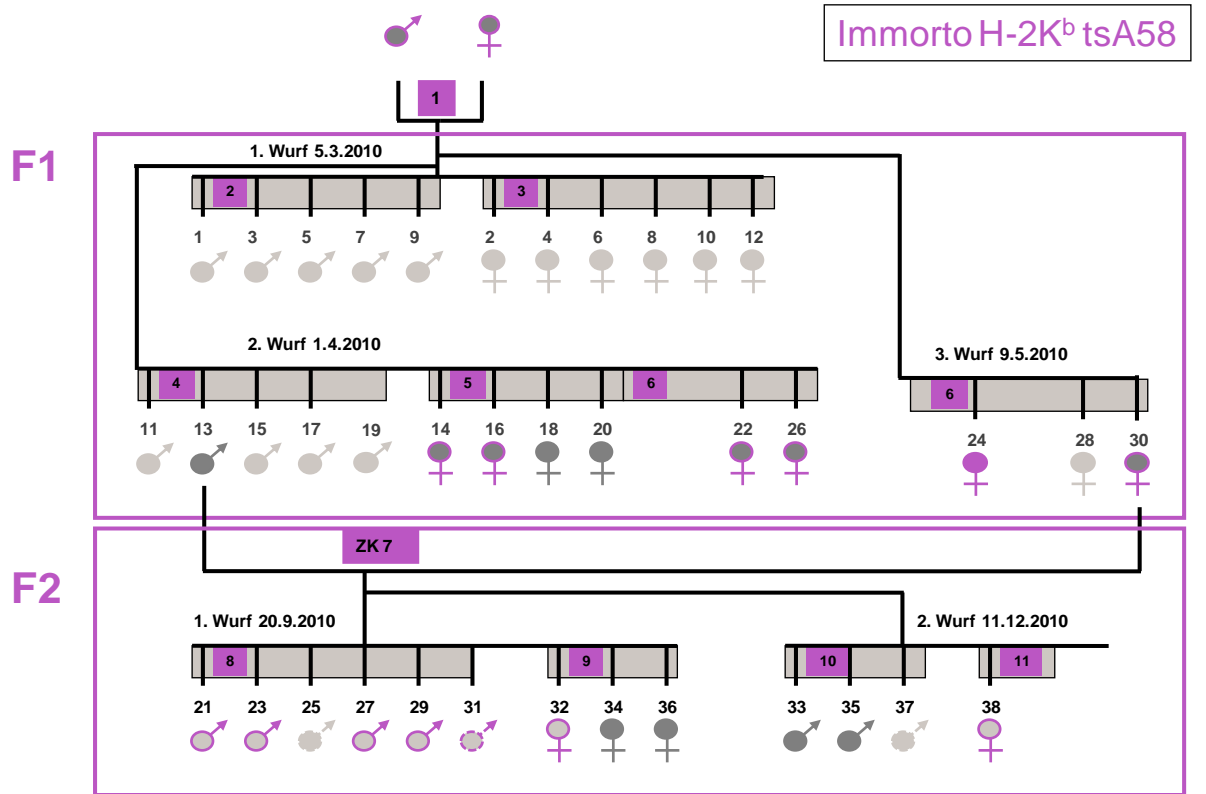 Immorto H-2Kᵇ tsA58
1
F1
1. Wurf 5.3.2010
2 3
1 3 5 7 9 2 4 6 8 10 12
2. Wurf 1.4.2010
3. Wurf 9.5.2010
4 5 6 6
11 13 15 17 19 14 16 18 20 22 26 24 28 30
ZK 7
F2
1. Wurf 20.9.2010 2. Wurf 11.12.2010
8 9 10 11
21 23 25 27 29 31 32 34 36 33 35 37 38